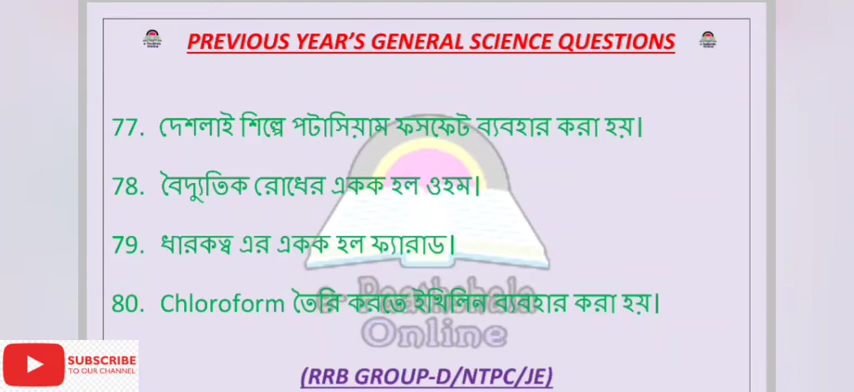 PREVIOUS YEAR'S GENERAL SCIENCE QUESTIONS
77. দেশলাই শিল্পে পটাসিয়াম ফসফেট ব্যবহার করা হয়।
78. বৈদ্যুতিক রোধের একক হল ওহম।
79. ধারকত্ব এর একক হল ফ্যারাড।
80. Chloroform তৈরি করতে ইথিলিন ব্যবহার করা হয়।
e-Paathshala
Online
SUBSCRIBE
TO OUR CHANNEL
(RRB GROUP-D/NTPC/JE)